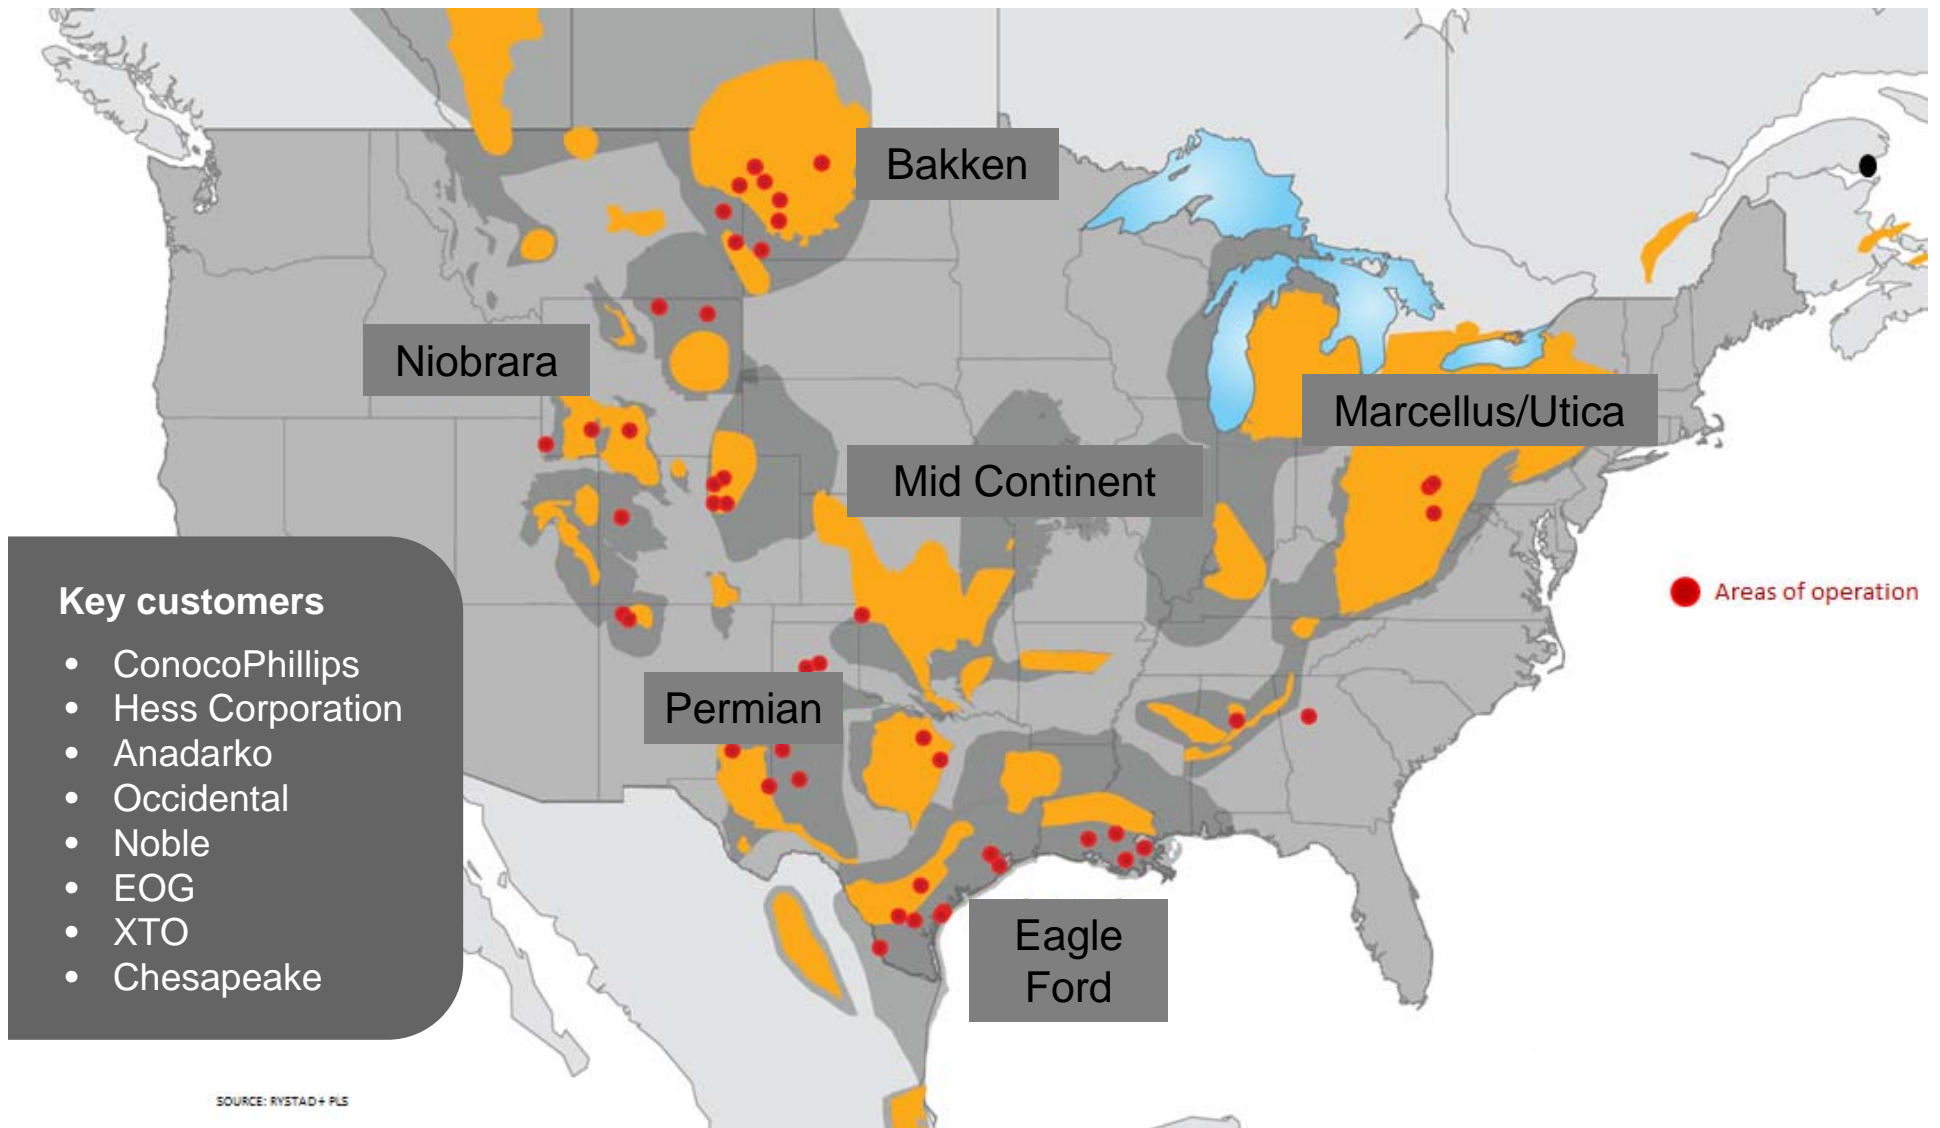 Bakken
Niobrara
Marcellus/Utica
Mid Continent
Areas of operation
Key customers
• ConocoPhillips
• Hess Corporation
• Anadarko
• Occidental
• Noble
• EOG
• XTO
• Chesapeake
Permian
Eagle
Ford
SOURCE: RYSTAD+ PLS